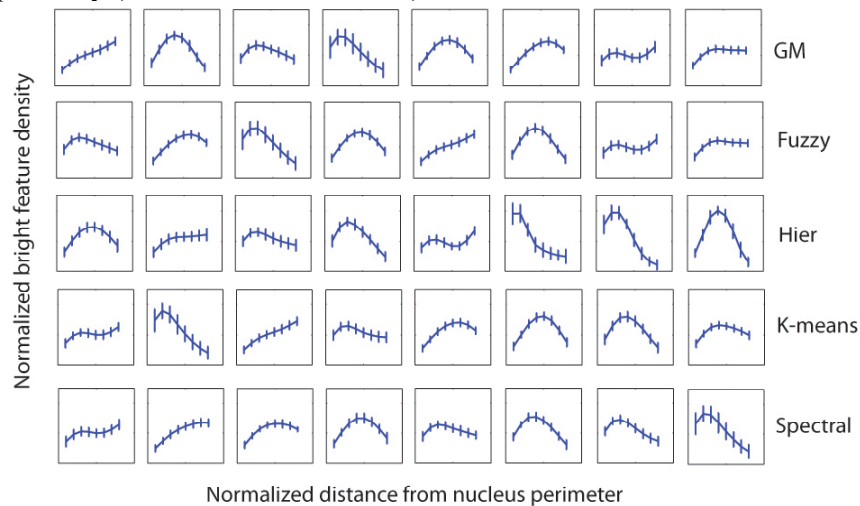 GM
Fuzzy
Hier
K-means
Spectral
Normalized bright feature density
Normalized distance from nucleus perimeter